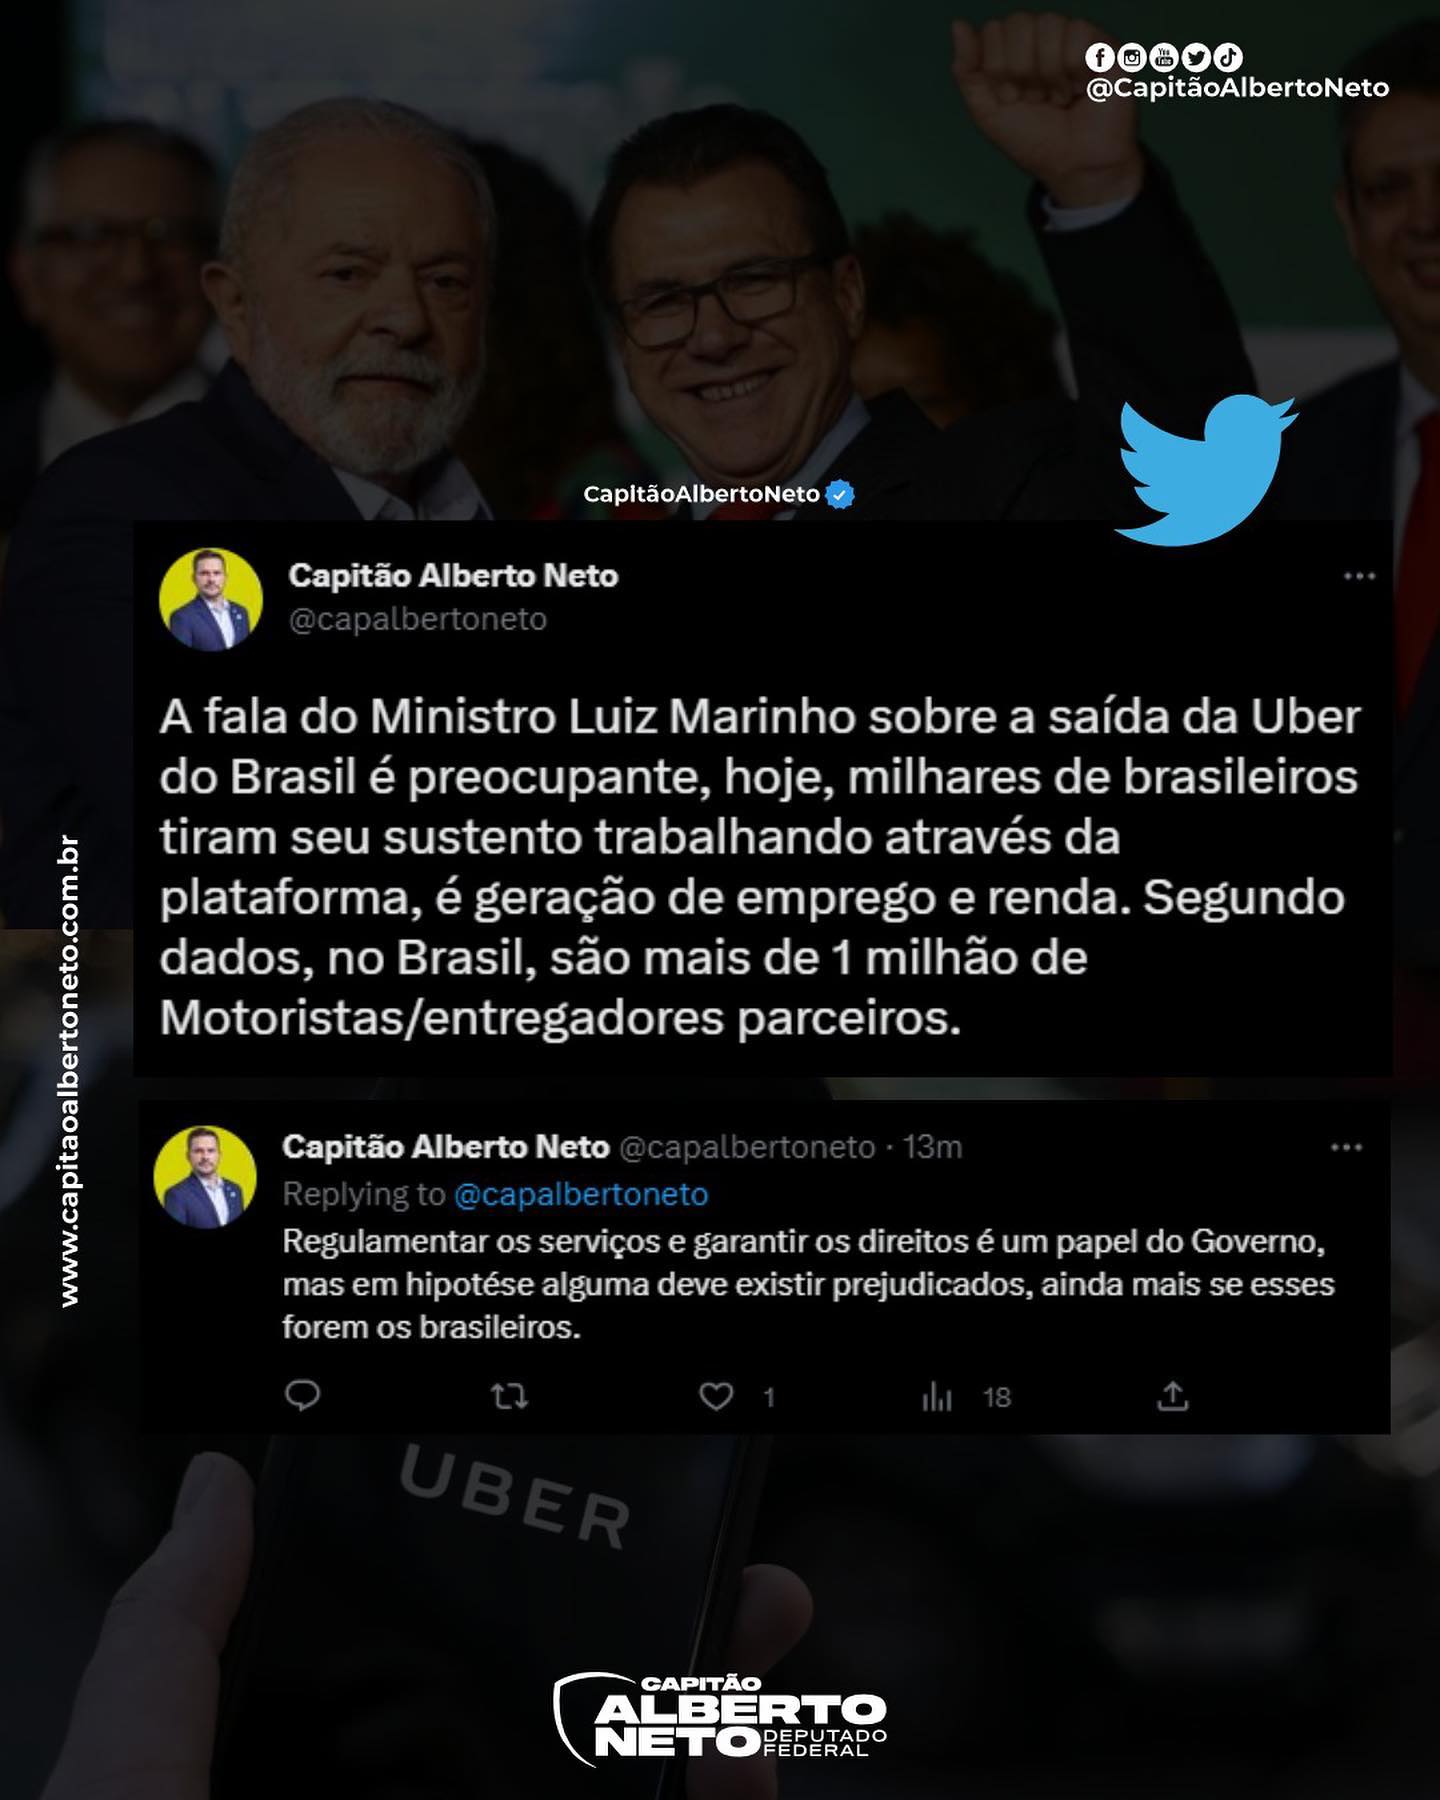 @CapitãoAlbertoNeto
CapitãoAlbertoNeto
Capitão Alberto Neto
@capalbertoneto
A fala do Ministro Luiz Marinho sobre a saída da Uber
do Brasil é preocupante, hoje, milhares de brasileiros
tiram seu sustento trabalhando através da
plataforma, é geração de emprego e renda. Segundo
dados, no Brasil, são mais de 1 milhão de
Motoristas/entregadores parceiros.
Capitão Alberto Neto @capalbertoneto · 13m
Replying to @capalbertoneto
Regulamentar os serviços e garantir os direitos é um papel do Governo,
mas em hipotése alguma deve existir prejudicados, ainda mais se esses
forem os brasileiros.
1 18
www.capitaoalbertoneto.com.br
UBER
CAPITÃO
ALBERTO
NETO DEPUTADO
FEDERAL